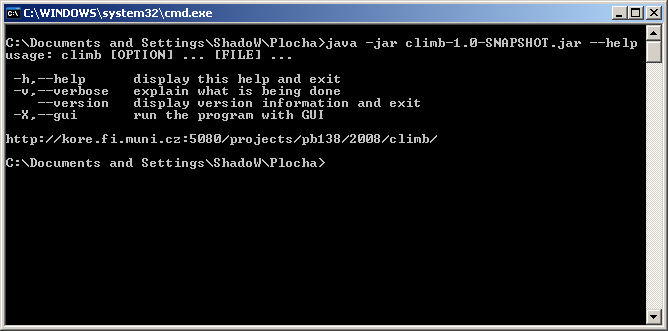 C:\WINDOWS\system32\cmd.exe
C:\Documents and Settings\ShadoW\Plocha>java -jar climb-1.0-SNAPSHOT.jar --help
usage: climb [OPTION] ... [FILE] ...
-h,--help display this help and exit
-v,--verbose explain what is being done
--version display version information and exit
-X,--gui run the program with GUI
http://kore.fi.muni.cz:5080/projects/pb138/2008/climb/
C:\Documents and Settings\ShadoW\Plocha>